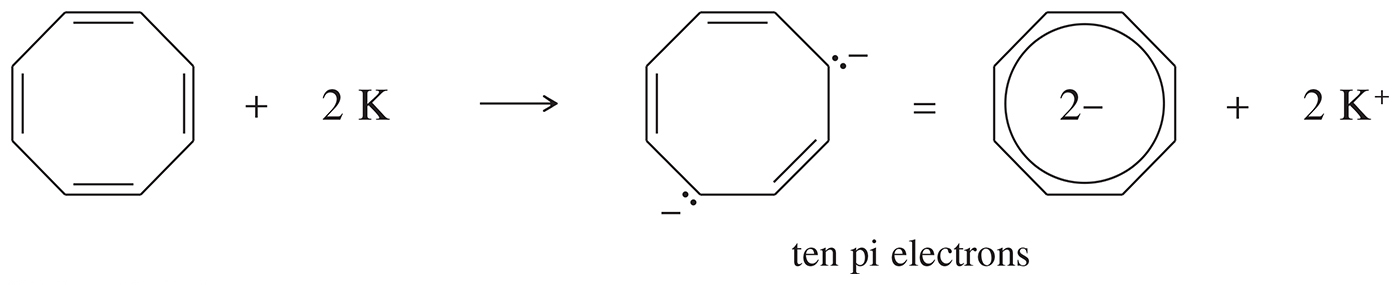 + 2 K − = 2− + 2 K⁺
−
ten pi electrons